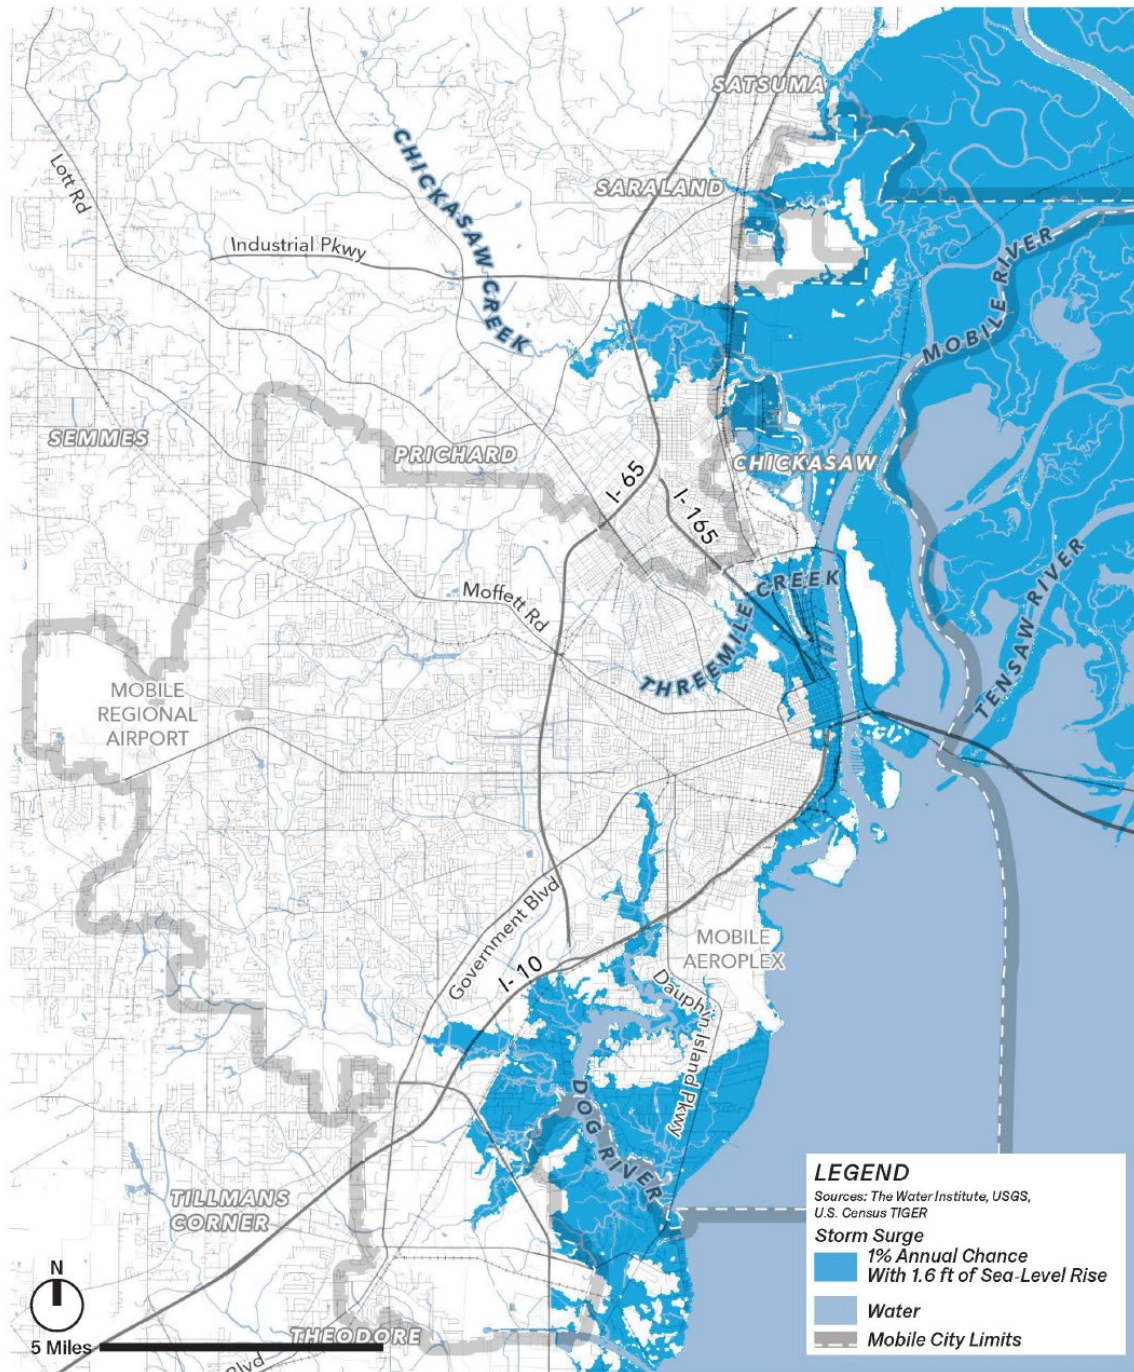 SATSUMA
CHICKASAW CREEK
Lott Rd
SARALAND
Industrial Pkwy
MOBILE RIVER
SEMMES
PRICHARD
CHICKASAW
I- 65
I- 165
THREEMILE CREEK
Moffett Rd
TENSAW RIVER
MOBILE
REGIONAL
AIRPORT
Government Blvd
MOBILE
AEROPLEX
I- 10
Dauphin Island Pkwy
DOG RIVER
TILLMANS
CORNER
THEODORE
Blvd
N
5 Miles
LEGEND
Sources: The Water Institute, USGS,
U.S. Census TIGER
Storm Surge
1% Annual Chance
With 1.6 ft of Sea-Level Rise
Water
Mobile City Limits